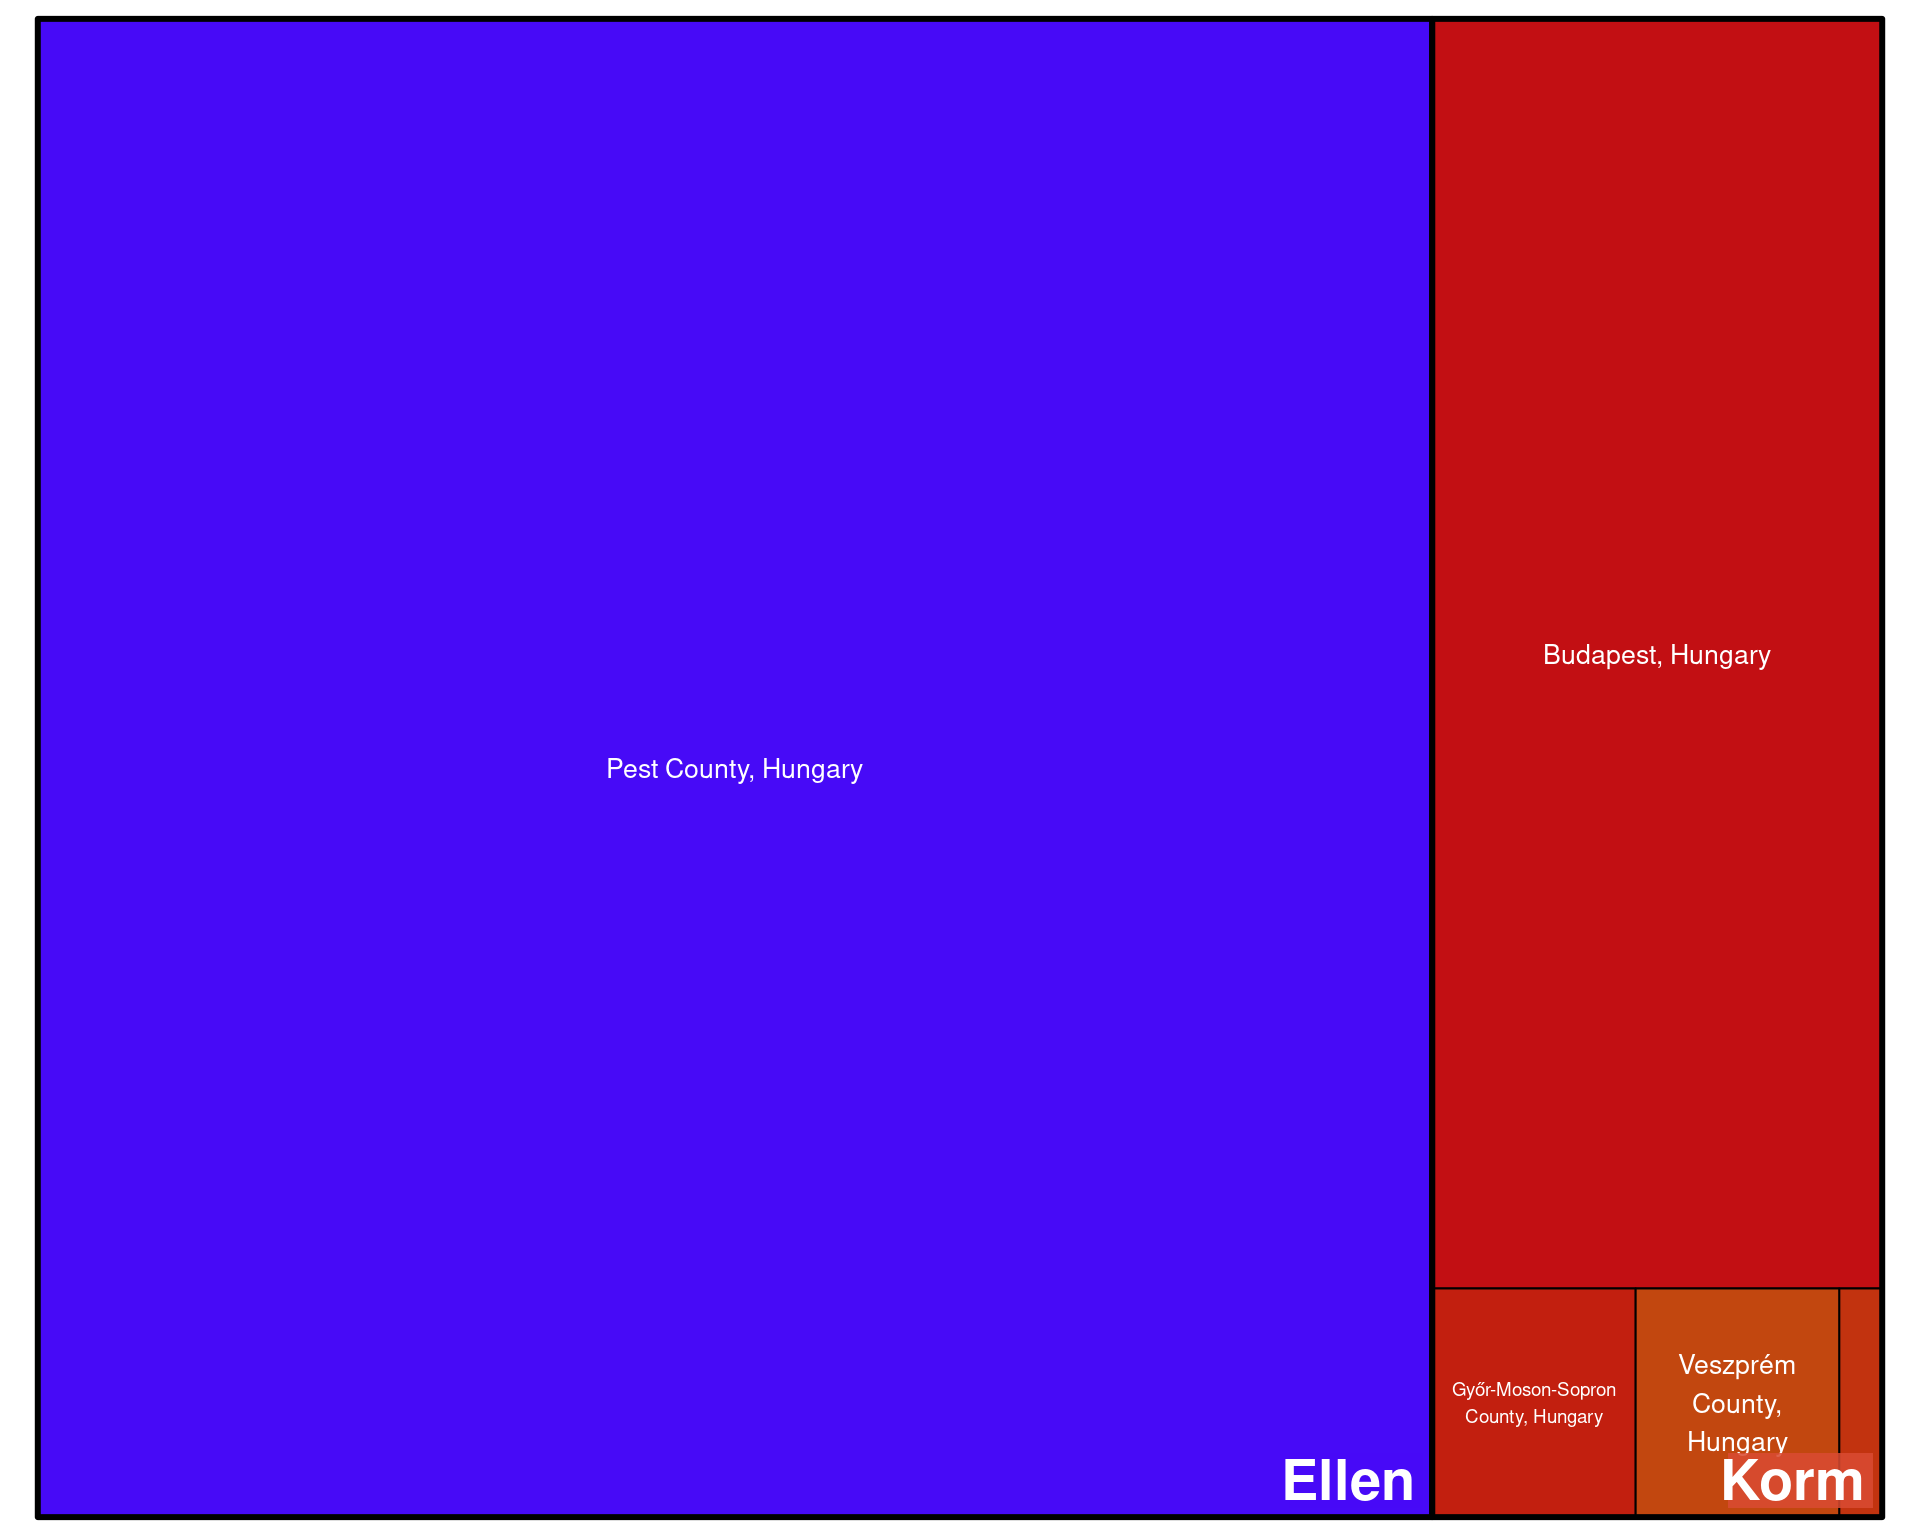 Pest County, Hungary
Ellen
Budapest, Hungary
Győr-Moson-Sopron
County, Hungary
Veszprém
County,
Hungary
Korm